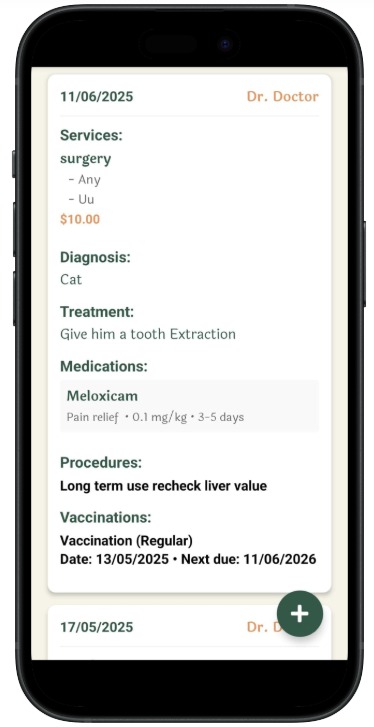 11/06/2025 Dr. Doctor
Services:
surgery
- Any
- Uu
$10.00
Diagnosis:
Cat
Treatment:
Give him a tooth Extraction
Medications:
Meloxicam
Pain relief • 0.1 mg/kg • 3-5 days
Procedures:
Long term use recheck liver value
Vaccinations:
Vaccination (Regular)
Date: 13/05/2025 • Next due: 11/06/2026
17/05/2025 Dr.
+